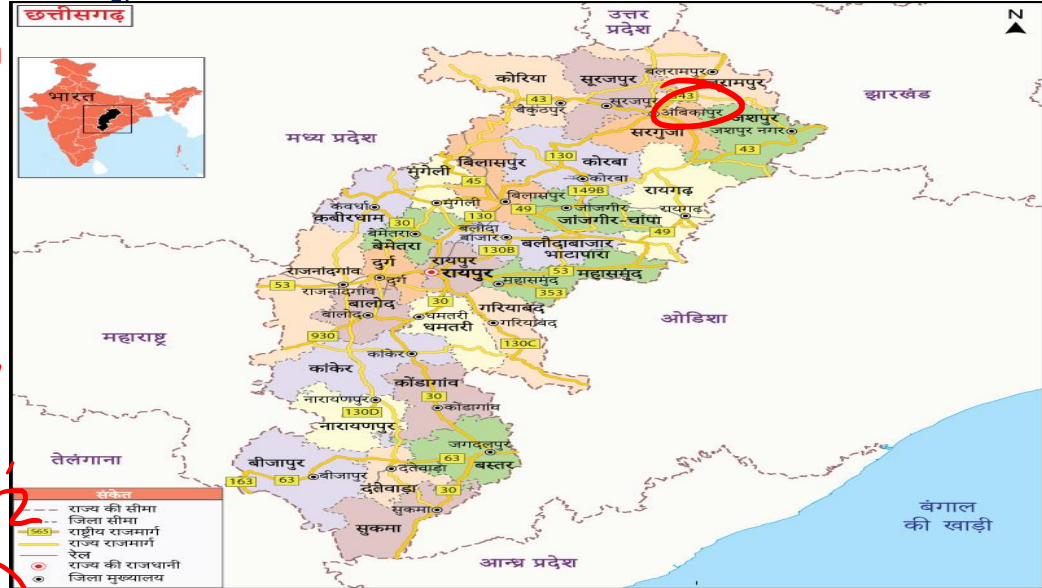 छत्तीसगढ़
उत्तर
प्रदेश
N
भारत
मध्य प्रदेश
झारखंड
कोरिया
सूरजपुर
बलरामपुर
43
बैकुंठपुर
सूरजपुर
343
अंबिकापुर
जशपुर
सरगुजा
जशपुर नगर
43
बिलासपुर
130
कोरबा
मुंगेली
45
कोरबा
149B
रायगढ़
कवर्धा
मुंगेली
बिलासपुर
जांजगीर
रायगढ़
कबीरधाम
30
130
49
जांजगीर-चांपा
49
बेमेतरा
बलौदा
बाजार
बेमेतरा
130B
बलौदाबाजार
भाटापारा
दुर्ग
रायपुर
राजनांदगांव
दुर्ग
रायपुर
53
महासमुंद
महासमुंद
53
राजनांदगांव
353
बालोद
30
गरियाबंद
बालोद
धमतरी
गरियाबंद
धमतरी
ओडिशा
महाराष्ट्र
930
130C
कांकेर
कांकेर
कोंडागांव
नारायणपुर
30
कोंडागांव
130D
नारायणपुर
जगदलपुर
तेलंगाना
बीजापुर
63
बस्तर
दंतेवाड़ा
163
63
बीजापुर
दंतेवाड़ा
30
सुकमा
सुकमा
आन्ध्र प्रदेश
बंगाल
की खाड़ी
संकेत
राज्य की सीमा
जिला सीमा
565 राष्ट्रीय राजमार्ग
राज्य राजमार्ग
रेल
राज्य की राजधानी
जिला मुख्यालय
2